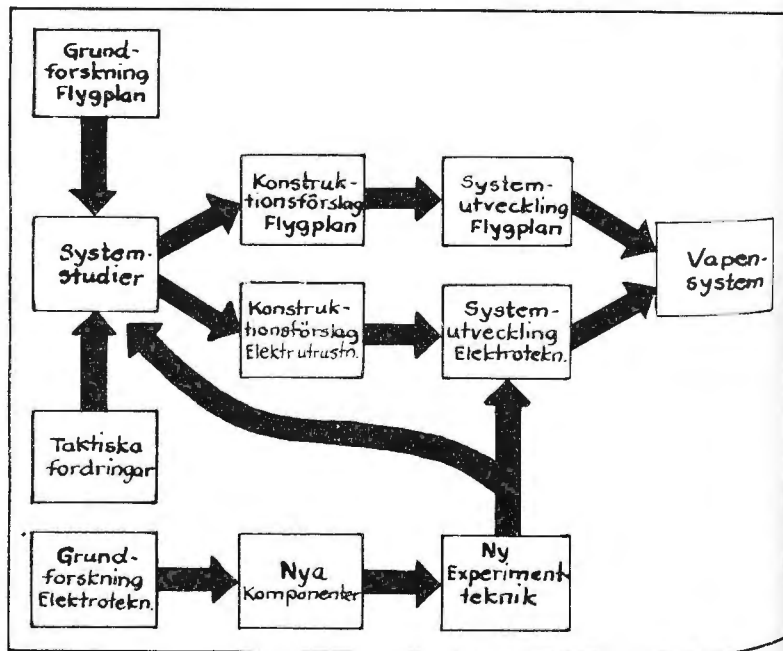 Grund-
forskning
Flygplan
System-
studier
Taktiska
fordringar
Konstruk-
tionsförslag
Flygplan
Konstruk-
tionsförslag
Elektrutrustn.
System-
utveckling
Flygplan
System-
utveckling
Elektrotekn.
Vapen-
system
Grund-
forskning
Elektrotekn.
Nya
Komponenter
Ny
Experiment-
teknik